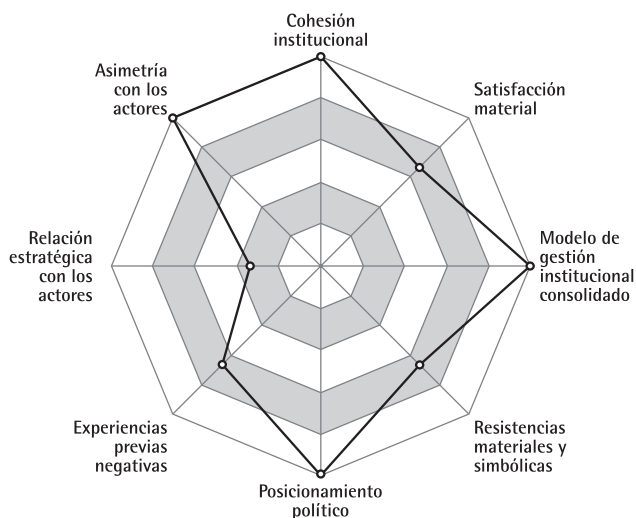 Cohesión
institucional
Asimetría
con los
actores
Satisfacción
material
Relación
estratégica
con los
actores
Modelo de
gestión
institucional
consolidado
Experiencias
previas
negativas
Resistencias
materiales y
simbólicas
Posicionamiento
político